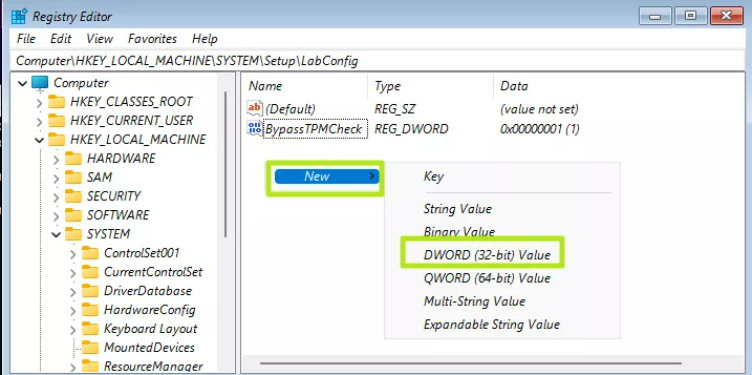 Registry Editor
File Edit View Favorites Help
Computer\HKEY_LOCAL_MACHINE\SYSTEM\Setup\LabConfig
Computer
HKEY_CLASSES_ROOT
HKEY_CURRENT_USER
HKEY_LOCAL_MACHINE
HARDWARE
SAM
SECURITY
SOFTWARE
SYSTEM
ControlSet001
CurrentControlSet
DriverDatabase
HardwareConfig
Keyboard Layout
MountedDevices
ResourceManager
Name Type Data
ab (Default) REG_SZ (value not set)
BypassTPMCheck REG_DWORD 0x00000001 (1)
New
Key
String Value
Binary Value
DWORD (32-bit) Value
QWORD (64-bit) Value
Multi-String Value
Expandable String Value